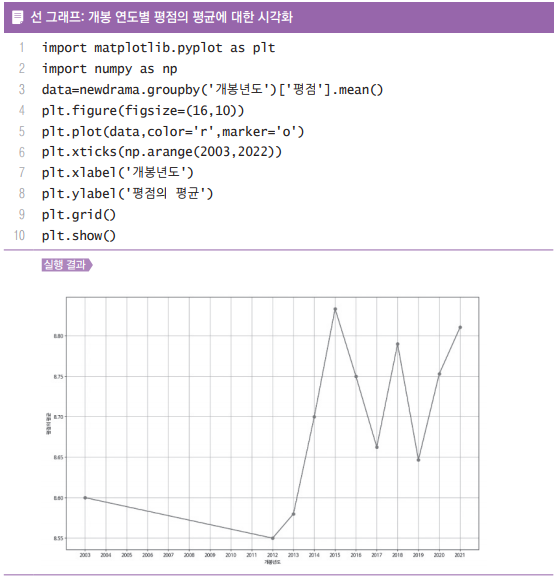 선 그래프: 개봉 연도별 평점의 평균에 대한 시각화
1 import matplotlib.pyplot as plt
2 import numpy as np
3 data=newdrama.groupby('개봉년도')['평점'].mean()
4 plt.figure(figsize=(16,10))
5 plt.plot(data,color='r',marker='o')
6 plt.xticks(np.arange(2003,2022))
7 plt.xlabel('개봉년도')
8 plt.ylabel('평점의 평균')
9 plt.grid()
10 plt.show()
실행 결과
8.80
8.75
8.70
평점의 평균
8.65
8.60
8.55
2003 2004 2005 2006 2007 2008 2009 2010 2011 2012 2013 2014 2015 2016 2017 2018 2019 2020 2021
개봉년도